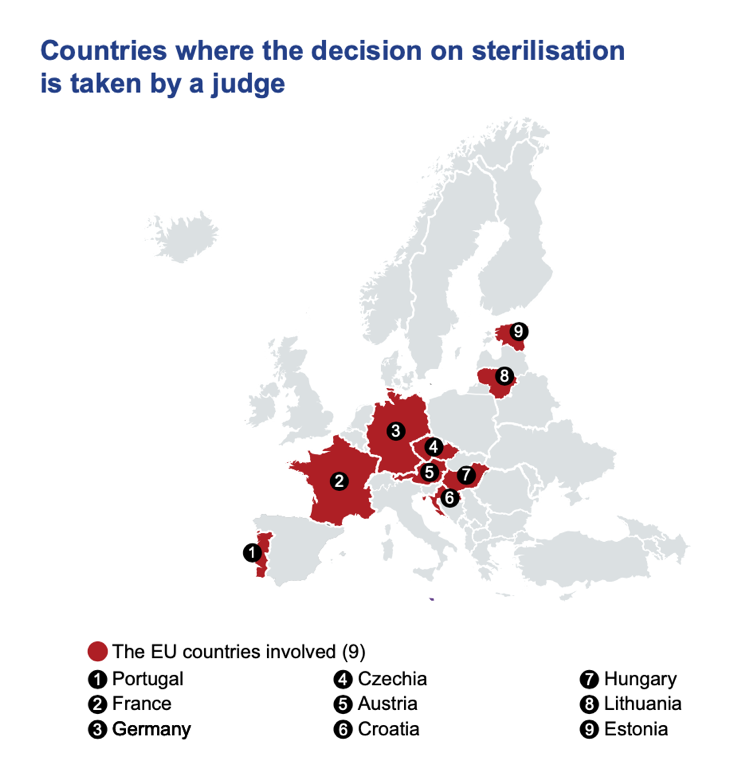 Countries where the decision on sterilisation
is taken by a judge
9
8
3
4
5
7
2
6
1
The EU countries involved (9)
1 Portugal
4 Czechia
7 Hungary
2 France
5 Austria
8 Lithuania
3 Germany
6 Croatia
9 Estonia